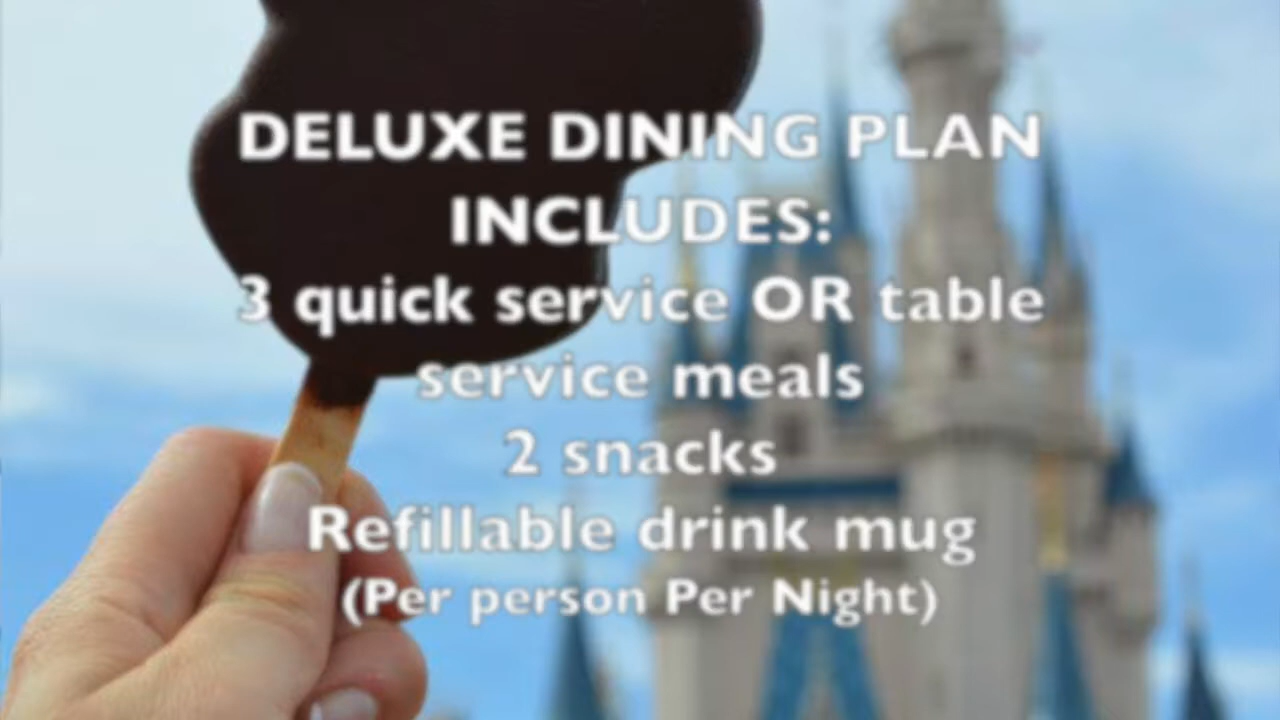 DELUXE DINING PLAN
INCLUDES:
3 quick service OR table
service meals
2 snacks
Refillable drink mug
(Per person Per Night)